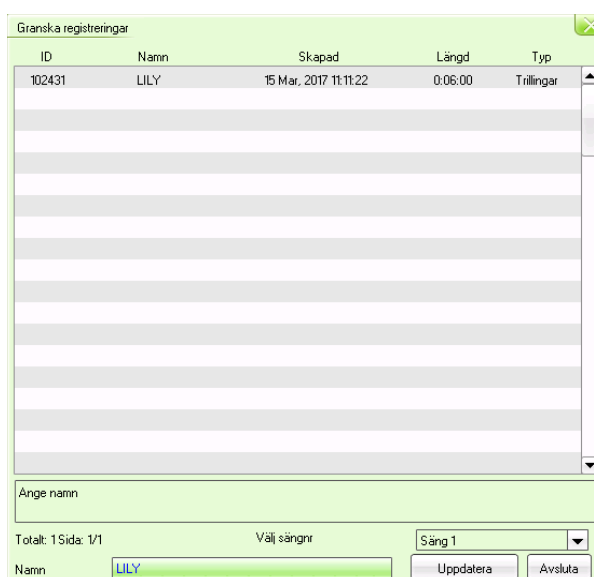 Granska registreringar
ID Namn Skapad Längd Typ
102431 LILY 15 Mar, 2017 11:11:22 0:06:00 Trillingar
Ange namn
Totalt: 1 Sida: 1/1 Välj sängnr Säng 1
Namn LILY Uppdatera Avsluta